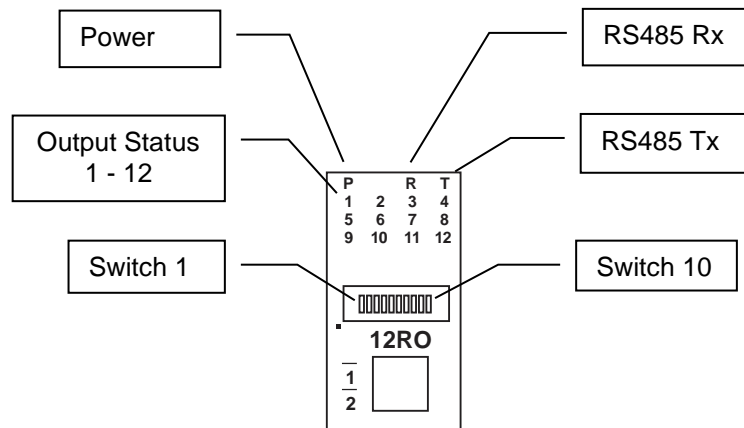 Power
RS485 Rx
Output Status
1 - 12
RS485 Tx
P R T
1 2 3 4
5 6 7 8
9 10 11 12
Switch 1
Switch 10
12RO
1
2